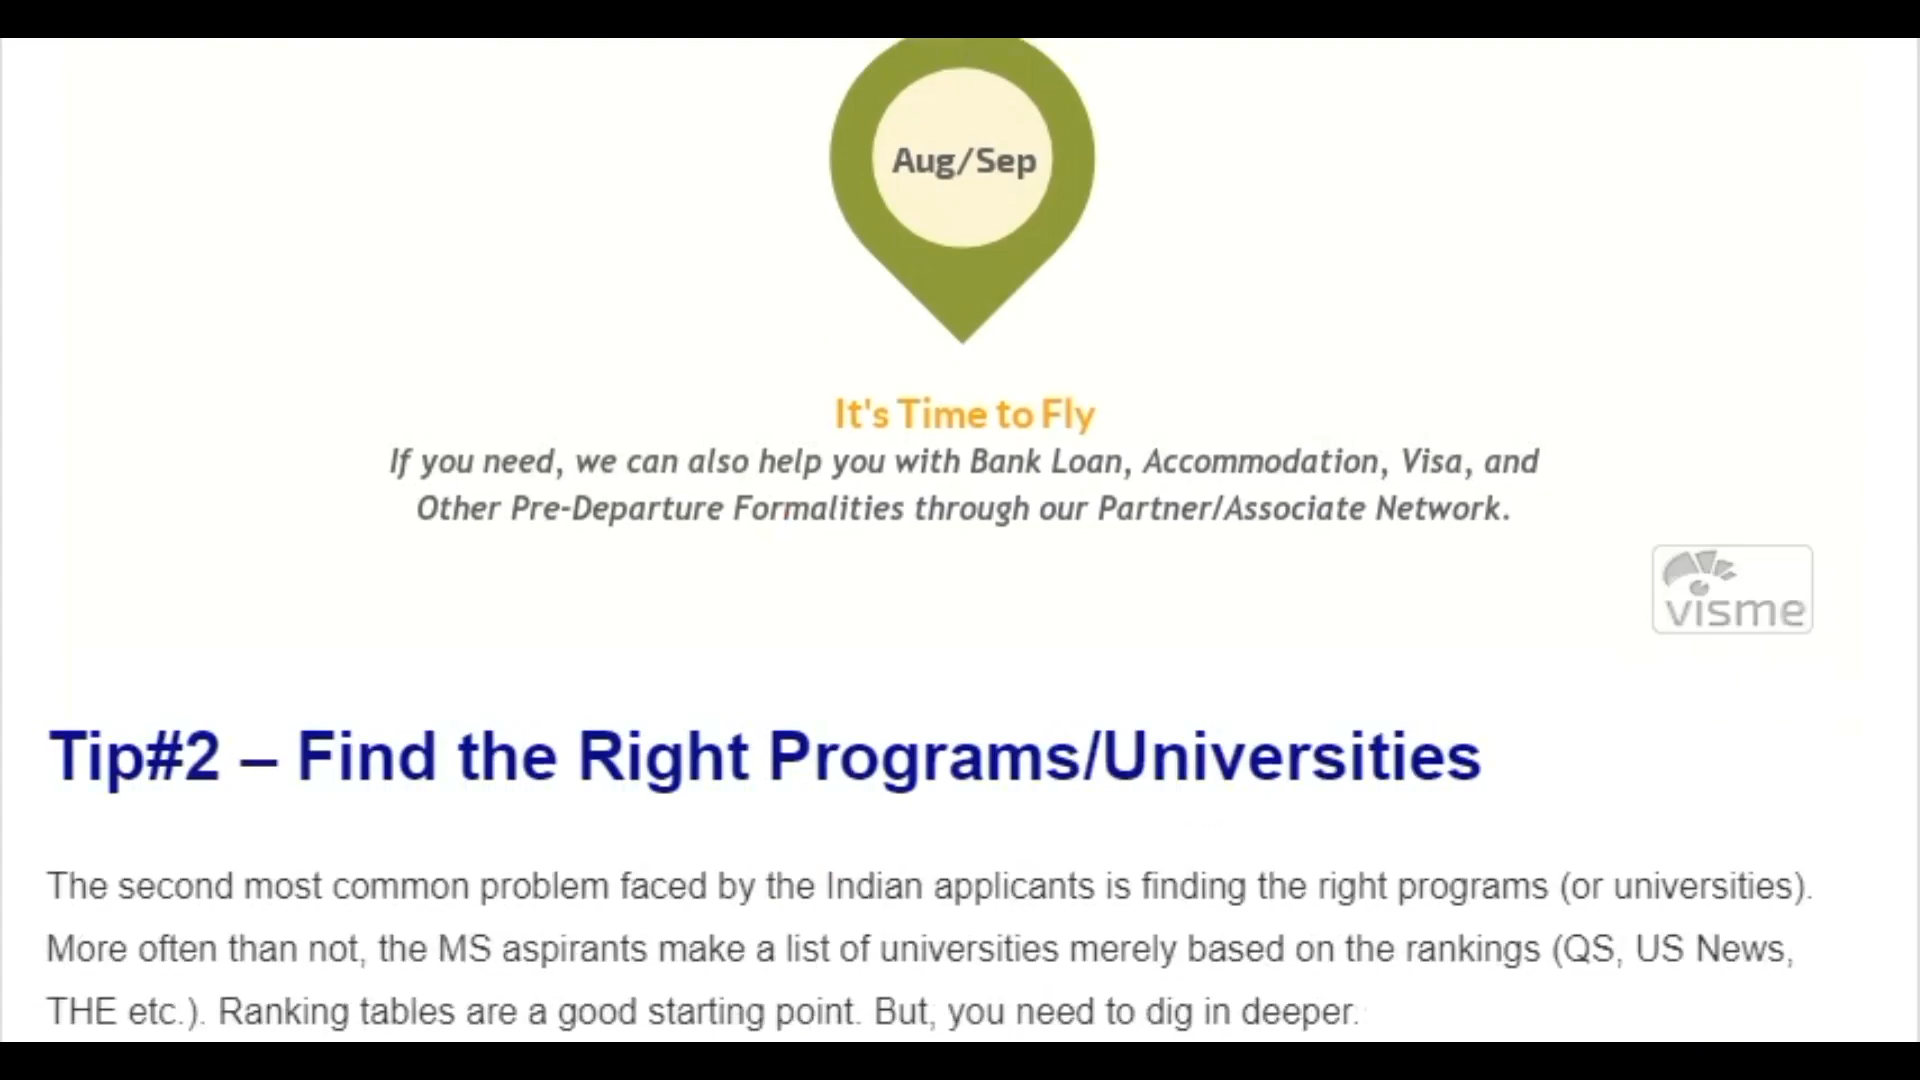 Aug/Sep
It's Time to Fly
If you need, we can also help you with Bank Loan, Accommodation, Visa, and
Other Pre-Departure Formalities through our Partner/Associate Network.
visme
Tip#2 – Find the Right Programs/Universities
The second most common problem faced by the Indian applicants is finding the right programs (or universities).
More often than not, the MS aspirants make a list of universities merely based on the rankings (QS, US News,
THE etc.). Ranking tables are a good starting point. But, you need to dig in deeper.